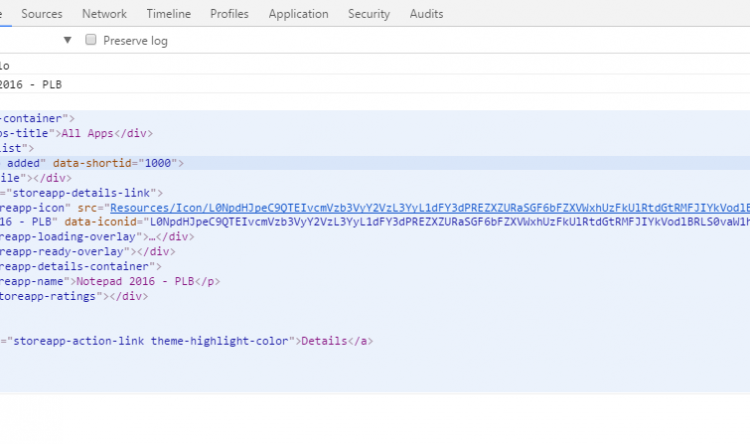 Sources Network Timeline Profiles Application Security Audits
▼ Preserve log
lo
2016 - PLB
-container">
ps-title">All Apps</div>
list">
added" data-shortid="1000">
ile"></div>
="storeapp-details-link">
reapp-icon" src="Resources/Icon/L0NpdHJpeC9QTEIvcmVzb3VyY2VzL3YyL1dFY3dPREZXZURaSGF6bFZXVWxhUzFkUlRtdGtRMFJIYkVodlB
16 - PLB" data-iconid="L0NpdHJpeC9QTEIvcmVzb3VyY2VzL3YyL1dFY3dPREZXZURaSGF6bFZXVWxhUzFkUlRtdGtRMFJIYkVodlBRLS0vaW1h
reapp-loading-overlay">…</div>
reapp-ready-overlay"></div>
reapp-details-container">
reapp-name">Notepad 2016 - PLB</p>
toreapp-ratings"></div>
="storeapp-action-link theme-highlight-color">Details</a>